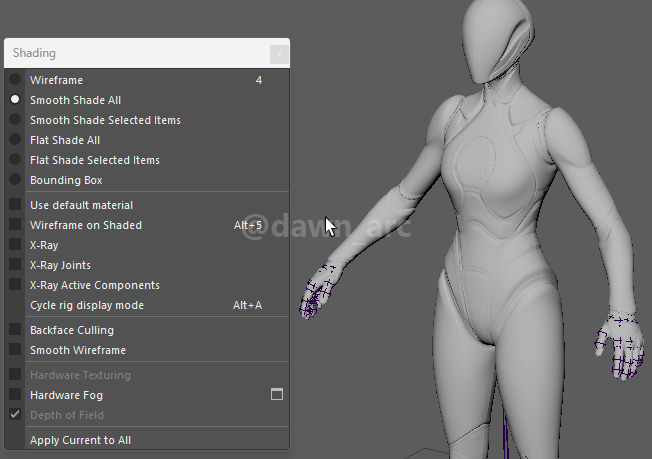 Shading
x
Wireframe 4
Smooth Shade All
Smooth Shade Selected Items
Flat Shade All
Flat Shade Selected Items
Bounding Box
Use default material
Wireframe on Shaded Alt+5
@dawn_arc
X-Ray
X-Ray Joints
X-Ray Active Components
Cycle rig display mode Alt+A
Backface Culling
Smooth Wireframe
Hardware Texturing
Hardware Fog
Depth of Field
Apply Current to All